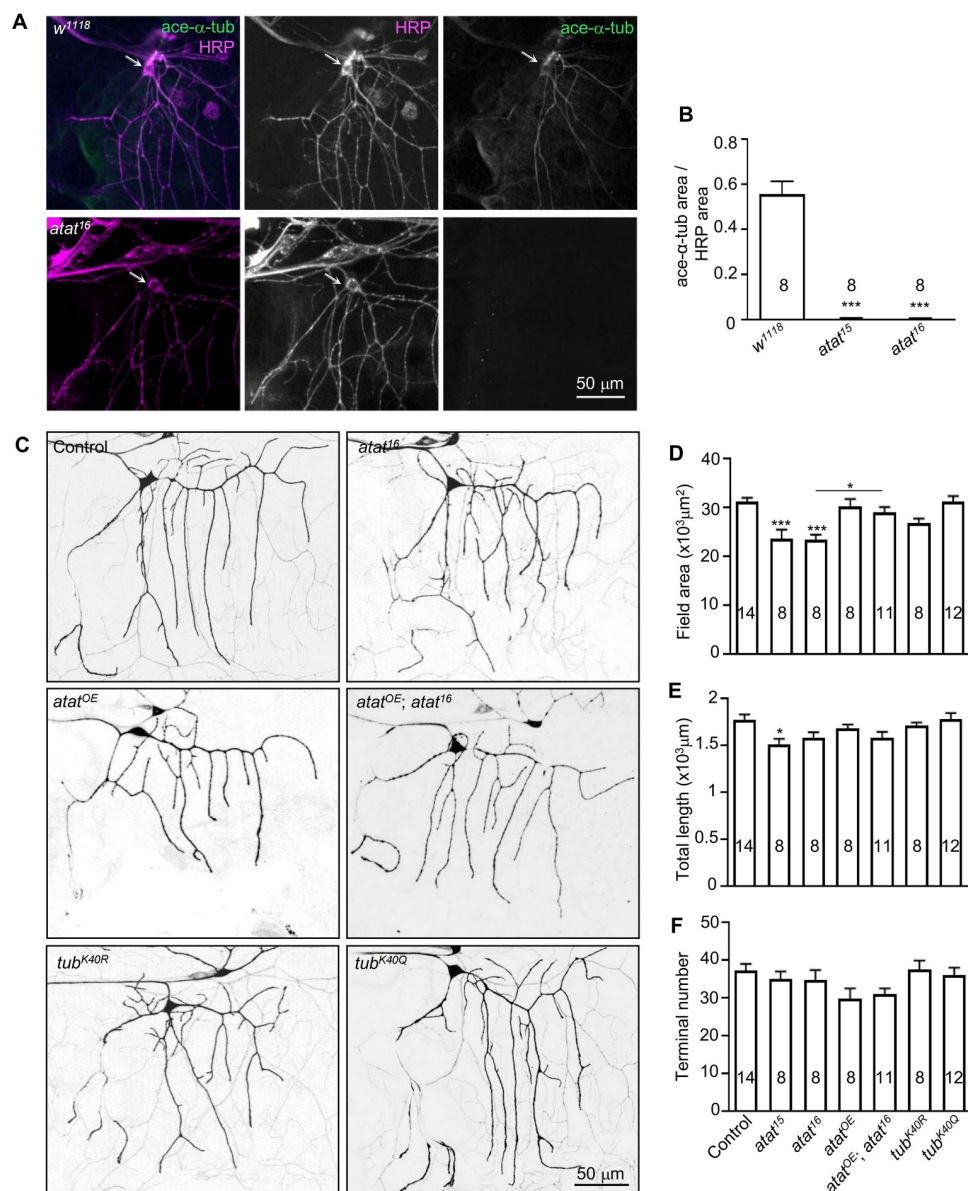 A
w1118
ace-α-tub
HRP
HRP
ace-α-tub
atat16
50 μm
B
ace-α-tub area /
HRP area
0.8
0.6
0.4
0.2
0
8
8
8
***
***
w1118
atat15
atat16
C
Control
atat16
atatOE
atatOE; atat16
tubK40R
tubK40Q
50 μm
D
Field area (x10³μm²)
40
30
20
10
0
***
***
*
14
8
8
8
11
8
12
E
Total length (x10³μm)
2
1.5
1
0.5
0
*
14
8
8
8
11
8
12
F
Terminal number
50
40
30
20
10
0
14
8
8
8
11
8
12
Control
atat15
atat16
atatOE
atatOE; atat16
tubK40R
tubK40Q